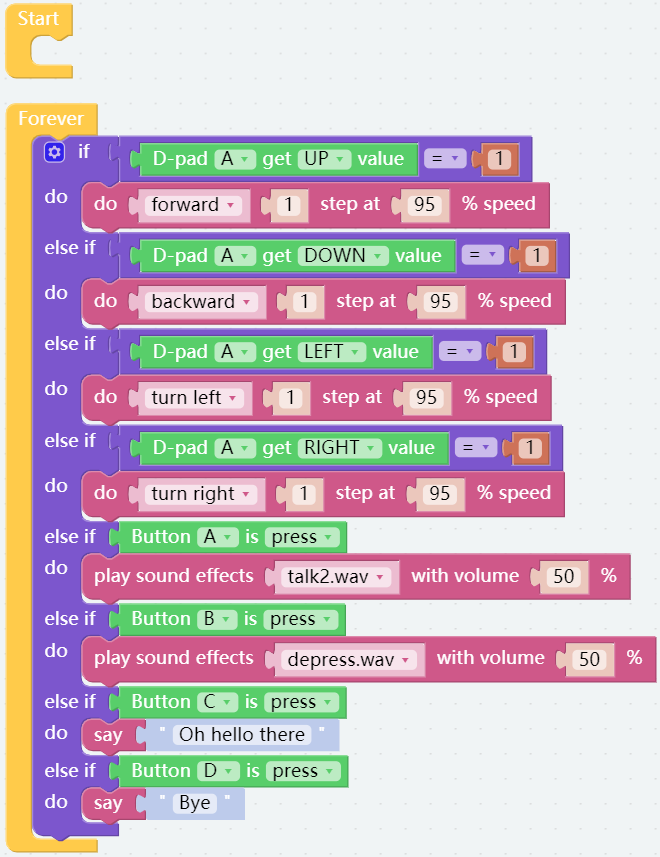 Start
Forever
if D-pad A get UP value = 1
do do forward 1 step at 95 % speed
else if D-pad A get DOWN value = 1
do do backward 1 step at 95 % speed
else if D-pad A get LEFT value = 1
do do turn left 1 step at 95 % speed
else if D-pad A get RIGHT value = 1
do do turn right 1 step at 95 % speed
else if Button A is press
do play sound effects talk2.wav with volume 50 %
else if Button B is press
do play sound effects depress.wav with volume 50 %
else if Button C is press
do say " Oh hello there "
else if Button D is press
do say " Bye "